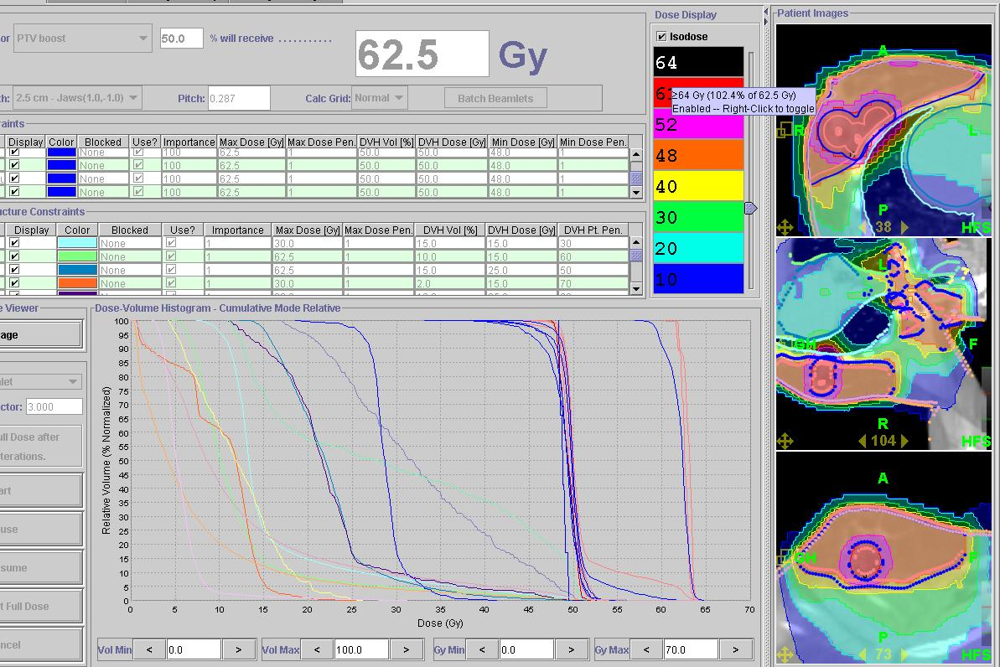 or PTV boost 50.0 % will receive ........... 62.5 Gy
th: 2.5 cm - Jaws(1.0,-1.0) Pitch: 0.287 Calc Grid: Normal Batch Beamlets
raints
Display Color Blocked Use? Importance Max Dose [Gy] Max Dose Pen. DVH Vol [%] DVH Dose [Gy] Min Dose [Gy] Min Dose Pen.
None 100 62.5 1 50.0 50.0 48.0 1
None 100 62.5 1 50.0 50.0 48.0 1
None 100 62.5 1 50.0 50.0 48.0 1
None 100 62.5 1 50.0 50.0 48.0 1
ucture Constraints
Display Color Blocked Use? Importance Max Dose [Gy] Max Dose Pen. DVH Vol [%] DVH Dose [Gy] DVH Pt. Pen.
None 1 30.0 1 15.0 15.0 30
None 1 62.5 1 10.0 15.0 60
None 1 62.5 1 15.0 25.0 50
None 1 30.0 1 2.0 15.0 70
Dose Display
Isodose
64
61
≥64 Gy (102.4% of 62.5 Gy)
Enabled -- Right-Click to toggle
52
48
40
30
20
10
e Viewer
age
let
ctor: 3.000
ull Dose after
terations.
art
use
sume
t Full Dose
ncel
Dose-Volume Histogram - Cumulative Mode Relative
Relative Volume (% Normalized)
100
95
90
85
80
75
70
65
60
55
50
45
40
35
30
25
20
15
10
5
0
0 5 10 15 20 25 30 35 40 45 50 55 60 65 70
Dose (Gy)
Vol Min < 0.0 > Vol Max < 100.0 > Gy Min < 0.0 > Gy Max < 70.0 >
Patient Images
A
R L
P
38 HFS
L
GH F
R
104 HFS
A
GH F
P
73 HFS